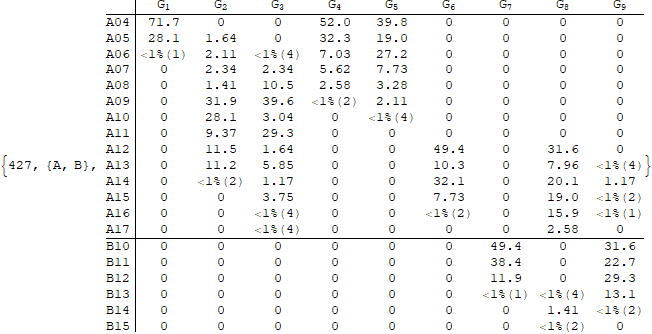 G1 G2 G3 G4 G5 G6 G7 G8 G9
A04 71.7 0 0 52.0 39.8 0 0 0 0
A05 28.1 1.64 0 32.3 19.0 0 0 0 0
A06 <1%(1) 2.11 <1%(4) 7.03 27.2 0 0 0 0
A07 0 2.34 2.34 5.62 7.73 0 0 0 0
A08 0 1.41 10.5 2.58 3.28 0 0 0 0
A09 0 31.9 39.6 <1%(2) 2.11 0 0 0 0
A10 0 28.1 3.04 0 <1%(4) 0 0 0 0
A11 0 9.37 29.3 0 0 0 0 0 0
A12 0 11.5 1.64 0 0 49.4 0 31.6 0
{427, {A, B}, A13 0 11.2 5.85 0 0 10.3 0 7.96 <1%(4)}
A14 0 <1%(2) 1.17 0 0 32.1 0 20.1 1.17
A15 0 0 3.75 0 0 7.73 0 19.0 <1%(2)
A16 0 0 <1%(4) 0 0 <1%(2) 0 15.9 <1%(1)
A17 0 0 <1%(4) 0 0 0 0 2.58 0
B10 0 0 0 0 0 0 49.4 0 31.6
B11 0 0 0 0 0 0 38.4 0 22.7
B12 0 0 0 0 0 0 11.9 0 29.3
B13 0 0 0 0 0 0 <1%(1) <1%(4) 13.1
B14 0 0 0 0 0 0 0 1.41 <1%(2)
B15 0 0 0 0 0 0 0 <1%(2) 0